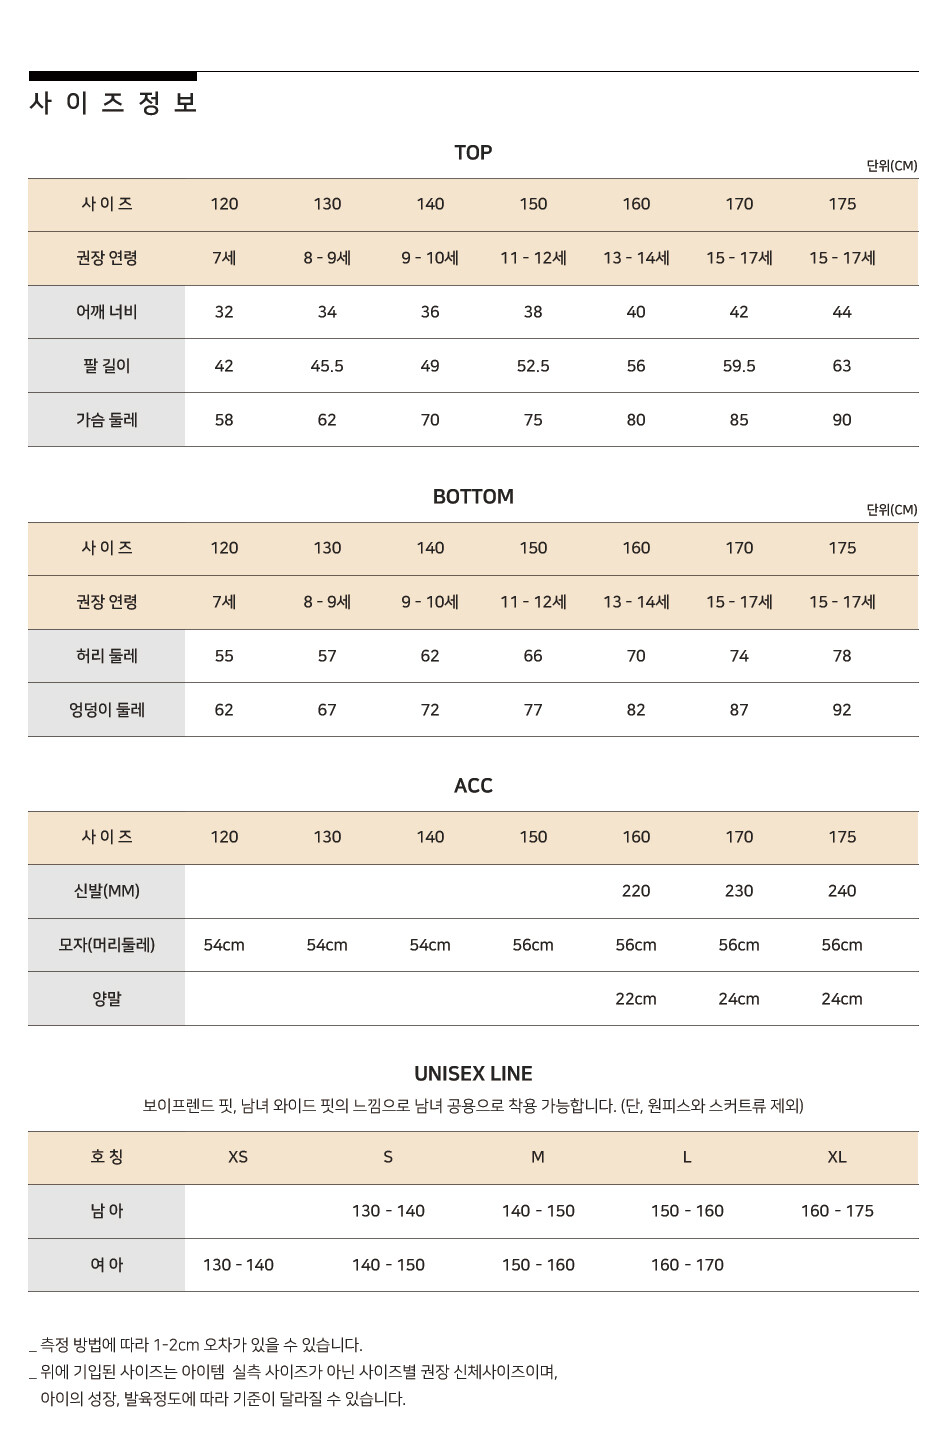 사 이 즈 정 보
TOP
단위(CM)
사 이 즈 120 130 140 150 160 170 175
권장 연령 7세 8 - 9세 9 - 10세 11 - 12세 13 - 14세 15 - 17세 15 - 17세
어깨 너비 32 34 36 38 40 42 44
팔 길이 42 45.5 49 52.5 56 59.5 63
가슴 둘레 58 62 70 75 80 85 90
BOTTOM
단위(CM)
사 이 즈 120 130 140 150 160 170 175
권장 연령 7세 8 - 9세 9 - 10세 11 - 12세 13 - 14세 15 - 17세 15 - 17세
허리 둘레 55 57 62 66 70 74 78
엉덩이 둘레 62 67 72 77 82 87 92
ACC
사 이 즈 120 130 140 150 160 170 175
신발(MM) 220 230 240
모자(머리둘레) 54cm 54cm 54cm 56cm 56cm 56cm 56cm
양말 22cm 24cm 24cm
UNISEX LINE
보이프렌드 핏, 남녀 와이드 핏의 느낌으로 남녀 공용으로 착용 가능합니다. (단, 원피스와 스커트류 제외)
호 칭 XS S M L XL
남 아 130 - 140 140 - 150 150 - 160 160 - 175
여 아 130 - 140 140 - 150 150 - 160 160 - 170
_ 측정 방법에 따라 1-2cm 오차가 있을 수 있습니다.
_ 위에 기입된 사이즈는 아이템 실측 사이즈가 아닌 사이즈별 권장 신체사이즈이며,
아이의 성장, 발육정도에 따라 기준이 달라질 수 있습니다.